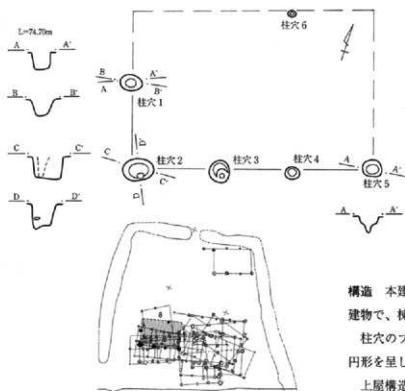 L=74.70m
A A'
柱穴6
B A'
A B'
柱穴1
B B'
C C'
D'
C 柱穴2 柱穴3 柱穴4 A
C' 柱穴5 A'
D
D D'
A A'
8
構造 本建
建物で、棟
柱穴のプ
円形を呈し
上屋構造